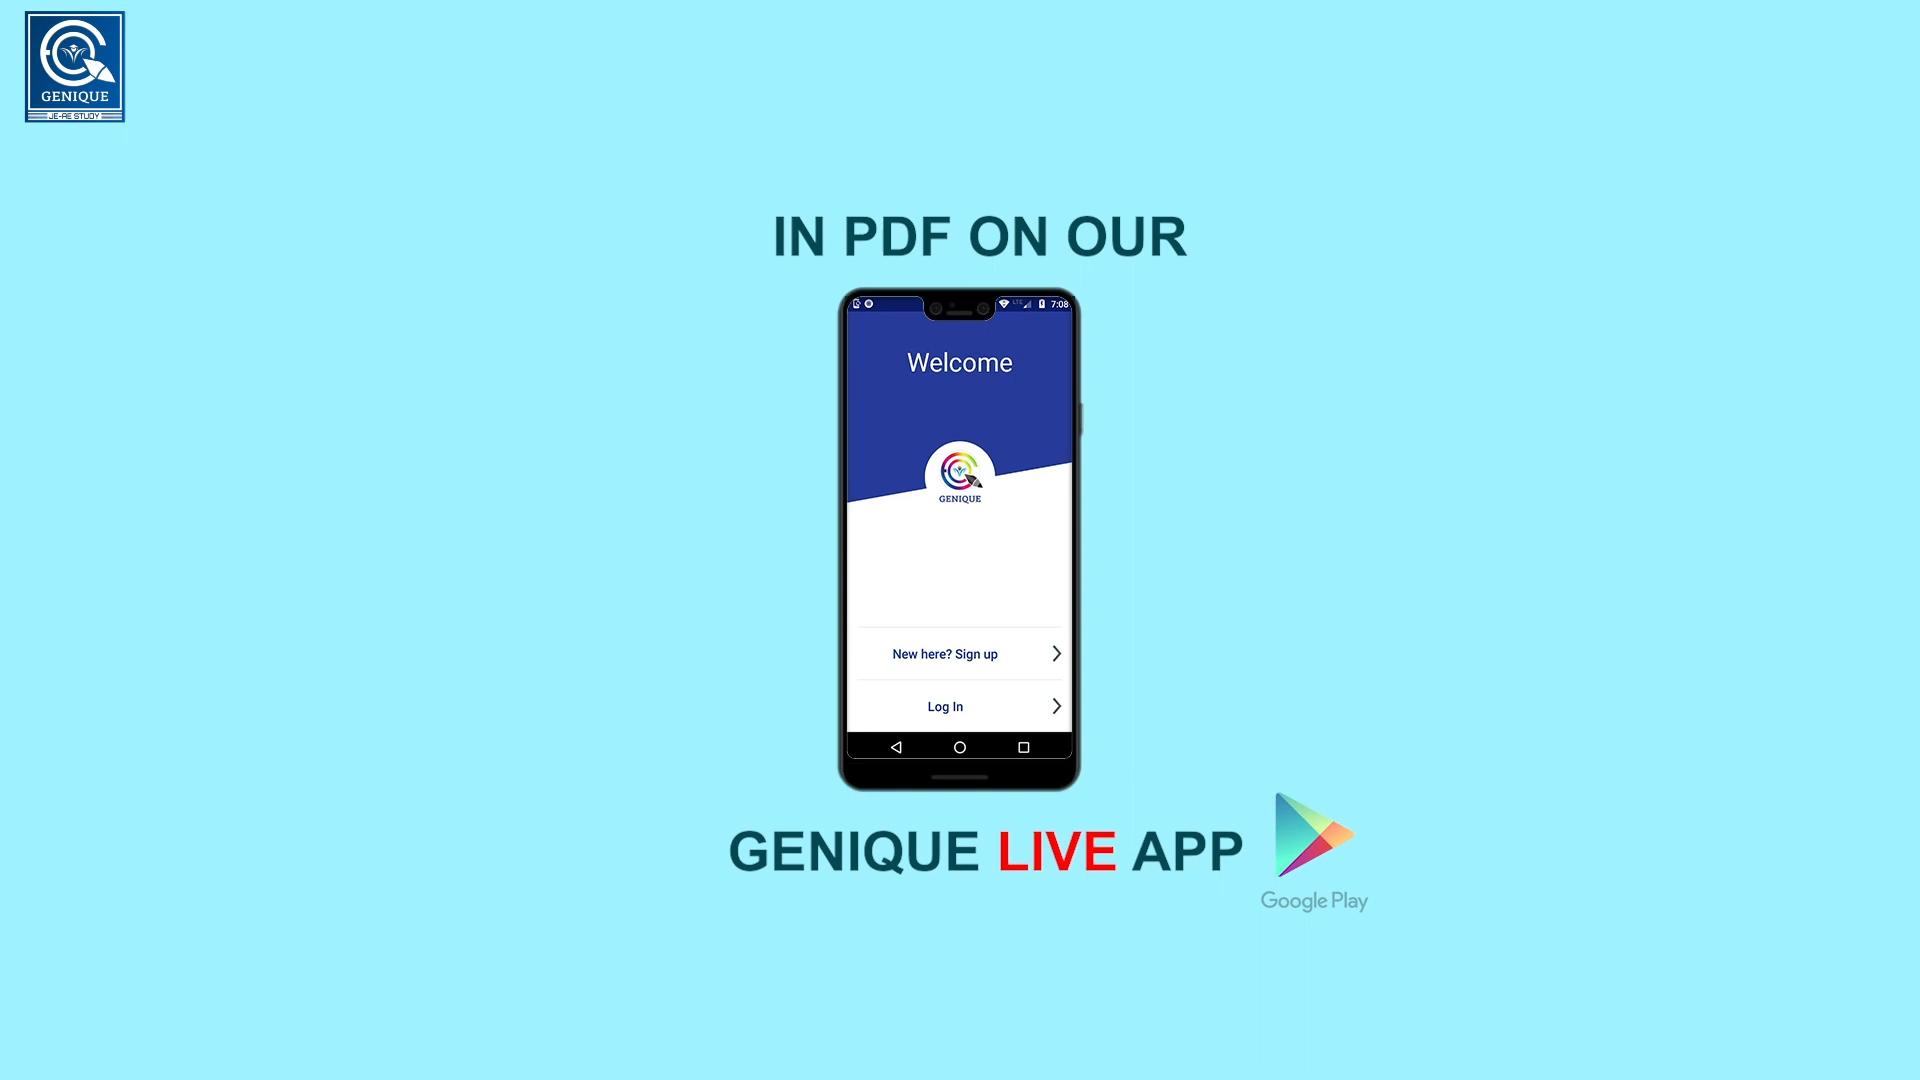 GENIQUE
JE-AE STUDY
IN PDF ON OUR
LTE 7:08
Welcome
GENIQUE
New here? Sign up
Log In
GENIQUE LIVE APP
Google Play